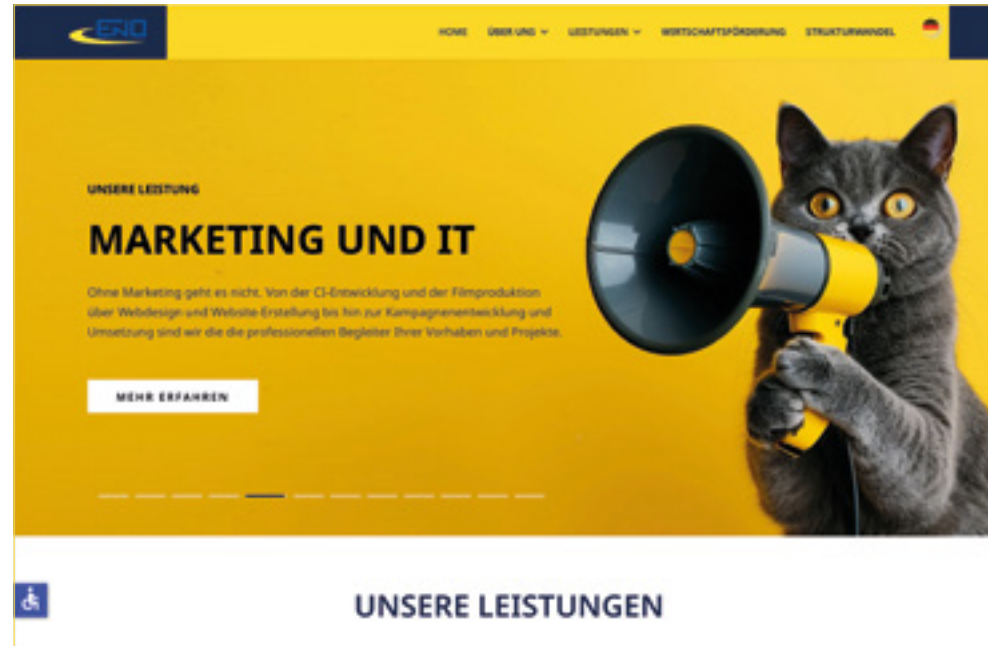 ENO
HOME ÜBER UNS LEISTUNGEN WIRTSCHAFTSFÖRDERUNG STRUKTURWANDEL
UNSERE LEISTUNG
MARKETING UND IT
Ohne Marketing geht es nicht. Von der CI-Entwicklung und der Filmproduktion
über Webdesign und Website-Erstellung bis hin zur Kampagnenentwicklung und
Umsetzung sind wir die die professionellen Begleiter Ihrer Vorhaben und Projekte.
MEHR ERFAHREN
UNSERE LEISTUNGEN